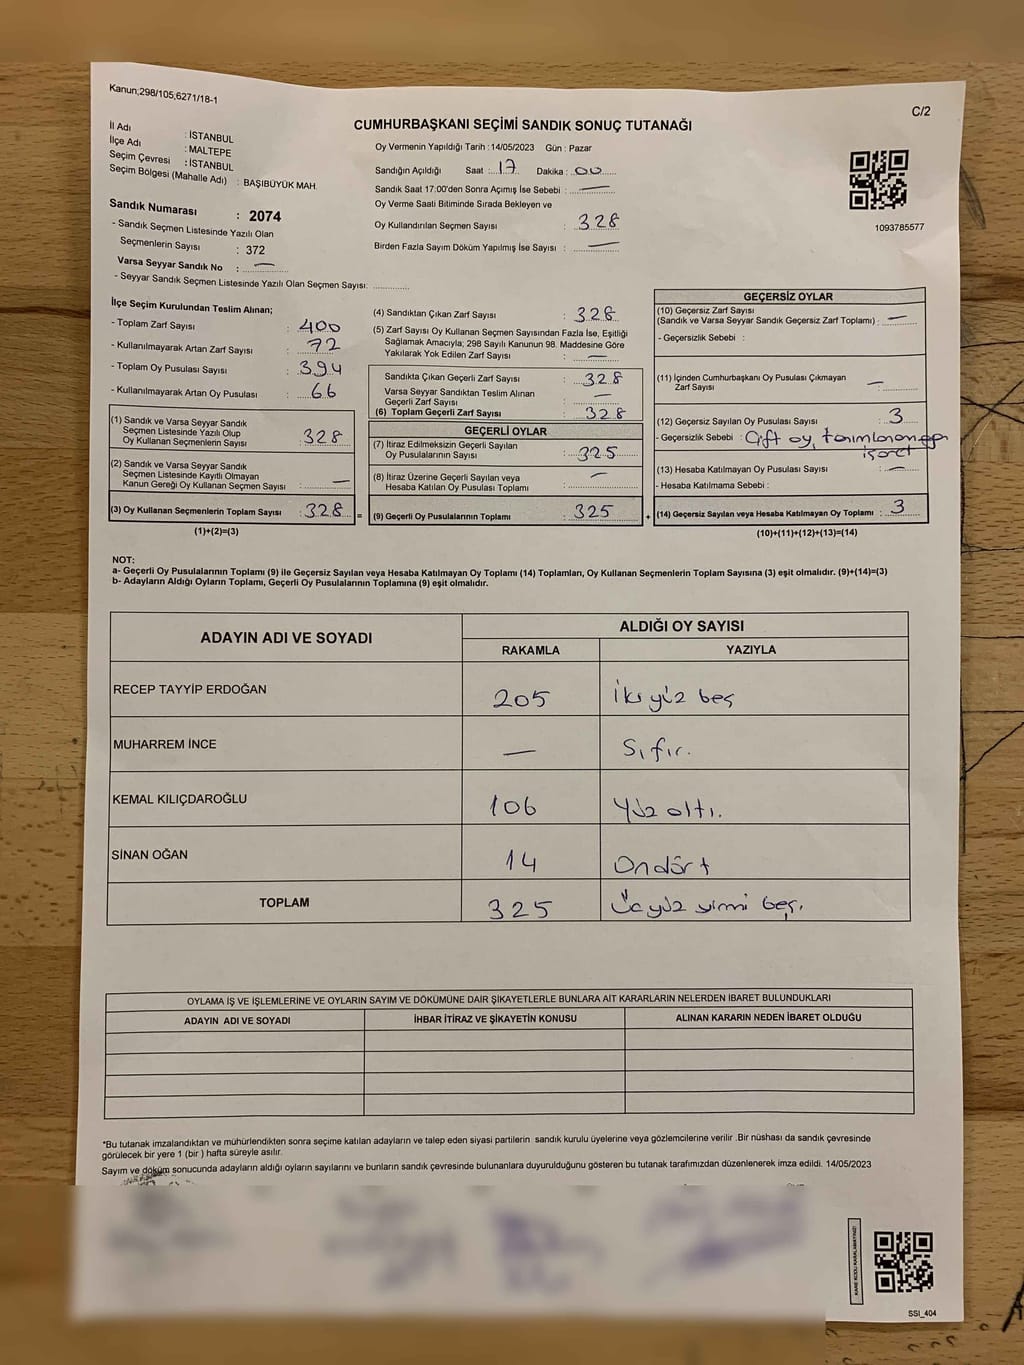 Kanun;298/105,6271/18-1
C/2
CUMHURBAŞKANI SEÇİMİ SANDIK SONUÇ TUTANAĞI
İl Adı : İSTANBUL
İlçe Adı : MALTEPE
Seçim Çevresi : İSTANBUL
Seçim Bölgesi (Mahalle Adı) : BAŞIBÜYÜK MAH.
Oy Vermenin Yapıldığı Tarih : 14/05/2023 Gün : Pazar
Sandığın Açıldığı Saat : 17 Dakika : 00
Sandık Saat 17:00'den Sonra Açımış İse Sebebi : —
Oy Verme Saati Bitiminde Sırada Bekleyen ve
Oy Kullandırılan Seçmen Sayısı : 328
Birden Fazla Sayım Döküm Yapılmış İse Sayısı : —
1093785577
Sandık Numarası : 2074
- Sandık Seçmen Listesinde Yazılı Olan
Seçmenlerin Sayısı : 372
Varsa Seyyar Sandık No : —
- Seyyar Sandık Seçmen Listesinde Yazılı Olan Seçmen Sayısı:
İlçe Seçim Kurulundan Teslim Alınan;
- Toplam Zarf Sayısı : 400
- Kullanılmayarak Artan Zarf Sayısı : 72
- Toplam Oy Pusulası Sayısı : 394
- Kullanılmayarak Artan Oy Pusulası : 66
(1) Sandık ve Varsa Seyyar Sandık
Seçmen Listesinde Yazılı Olup
Oy Kullanan Seçmenlerin Sayısı : 328
(2) Sandık ve Varsa Seyyar Sandık
Seçmen Listesinde Kayıtlı Olmayan
Kanun Gereği Oy Kullanan Seçmen Sayısı : —
(3) Oy Kullanan Seçmenlerin Toplam Sayısı : 328
(1)+(2)=(3)
(4) Sandıktan Çıkan Zarf Sayısı : 328
(5) Zarf Sayısı Oy Kullanan Seçmen Sayısından Fazla İse, Eşitliği
Sağlamak Amacıyla; 298 Sayılı Kanunun 98. Maddesine Göre
Yakılarak Yok Edilen Zarf Sayısı : —
Sandıkta Çıkan Geçerli Zarf Sayısı : 328
Varsa Seyyar Sandıktan Teslim Alınan
Geçerli Zarf Sayısı : —
(6) Toplam Geçerli Zarf Sayısı : 328
GEÇERLİ OYLAR
(7) İtiraz Edilmeksizin Geçerli Sayılan
Oy Pusulalarının Sayısı : 325
(8) İtiraz Üzerine Geçerli Sayılan veya
Hesaba Katılan Oy Pusulası Toplamı : —
= (9) Geçerli Oy Pusulalarının Toplamı : 325 +
GEÇERSİZ OYLAR
(10) Geçersiz Zarf Sayısı
(Sandık ve Varsa Seyyar Sandık Geçersiz Zarf Toplamı) : —
- Geçersizlik Sebebi :
(11) İçinden Cumhurbaşkanı Oy Pusulası Çıkmayan
Zarf Sayısı : —
(12) Geçersiz Sayılan Oy Pusulası Sayısı : 3
- Geçersizlik Sebebi : Çift oy, tanımlanamayan
işaret
(13) Hesaba Katılmayan Oy Pusulası Sayısı : —
- Hesaba Katılmama Sebebi :
(14) Geçersiz Sayılan veya Hesaba Katılmayan Oy Toplamı : 3
(10)+(11)+(12)+(13)=(14)
NOT:
a- Geçerli Oy Pusulalarının Toplamı (9) ile Geçersiz Sayılan veya Hesaba Katılmayan Oy Toplamı (14) Toplamları, Oy Kullanan Seçmenlerin Toplam Sayısına (3) eşit olmalıdır. (9)+(14)=(3)
b- Adayların Aldığı Oyların Toplamı, Geçerli Oy Pusulalarının Toplamına (9) eşit olmalıdır.
ADAYIN ADI VE SOYADI ALDIĞI OY SAYISI
RAKAMLA YAZIYLA
RECEP TAYYİP ERDOĞAN 205 iki yüz beş
MUHARREM İNCE — Sıfır.
KEMAL KILIÇDAROĞLU 106 Yüz altı.
SİNAN OĞAN 14 Ondört
TOPLAM 325 Üçyüz yirmi beş.
OYLAMA İŞ VE İŞLEMLERİNE VE OYLARIN SAYIM VE DÖKÜMÜNE DAİR ŞİKAYETLERLE BUNLARA AİT KARARLARIN NELERDEN İBARET BULUNDUKLARI
ADAYIN ADI VE SOYADI İHBAR İTİRAZ VE ŞİKAYETİN KONUSU ALINAN KARARIN NEDEN İBARET OLDUĞU
*Bu tutanak imzalandıktan ve mühürlendikten sonra seçime katılan adayların ve talep eden siyasi partilerin sandık kurulu üyelerine veya gözlemcilerine verilir .Bir nüshası da sandık çevresinde
görülecek bir yere 1 (bir ) hafta süreyle asılır.
Sayım ve döküm sonucunda adayların aldığı oyların sayılarını ve bunların sandık çevresinde bulunanlara duyurulduğunu gösteren bu tutanak tarafımızdan düzenlenerek imza edildi. 14/05/2023
SSI_404